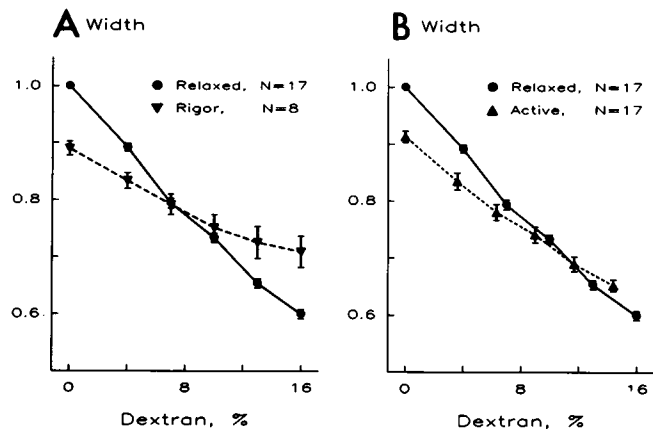 A Width
Relaxed, N=17
Rigor, N=8
1.0
0.8
0.6
0 8 16
Dextran, %
B Width
Relaxed, N=17
Active, N=17
1.0
0.8
0.6
0 8 16
Dextran, %